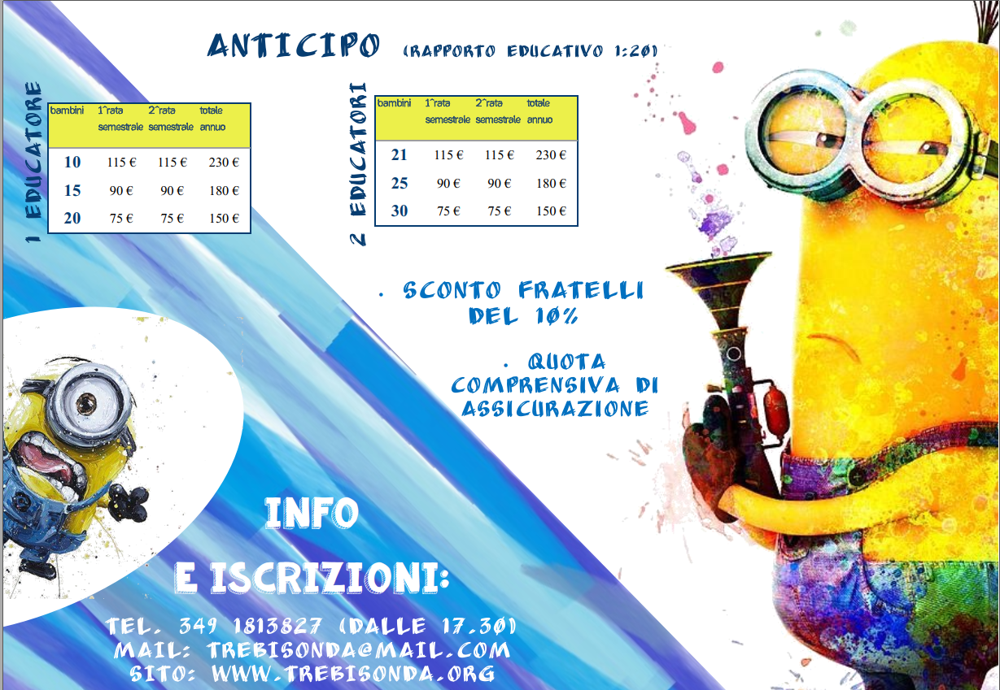 ANTICIPO (RAPPORTO EDUCATIVO 1:20)
1 EDUCATORE
bambini 1^rata 2^rata totale
semestrale semestrale annuo
10 115 € 115 € 230 €
15 90 € 90 € 180 €
20 75 € 75 € 150 €
2 EDUCATORI
bambini 1^rata 2^rata totale
semestrale semestrale annuo
21 115 € 115 € 230 €
25 90 € 90 € 180 €
30 75 € 75 € 150 €
. SCONTO FRATELLI
DEL 10%
. QUOTA
COMPRENSIVA DI
ASSICURAZIONE
INFO
E ISCRIZIONI:
TEL. 349 1813827 (DALLE 17.30)
MAIL: TREBISONDA@MAIL.COM
SITO: WWW.TREBISONDA.ORG